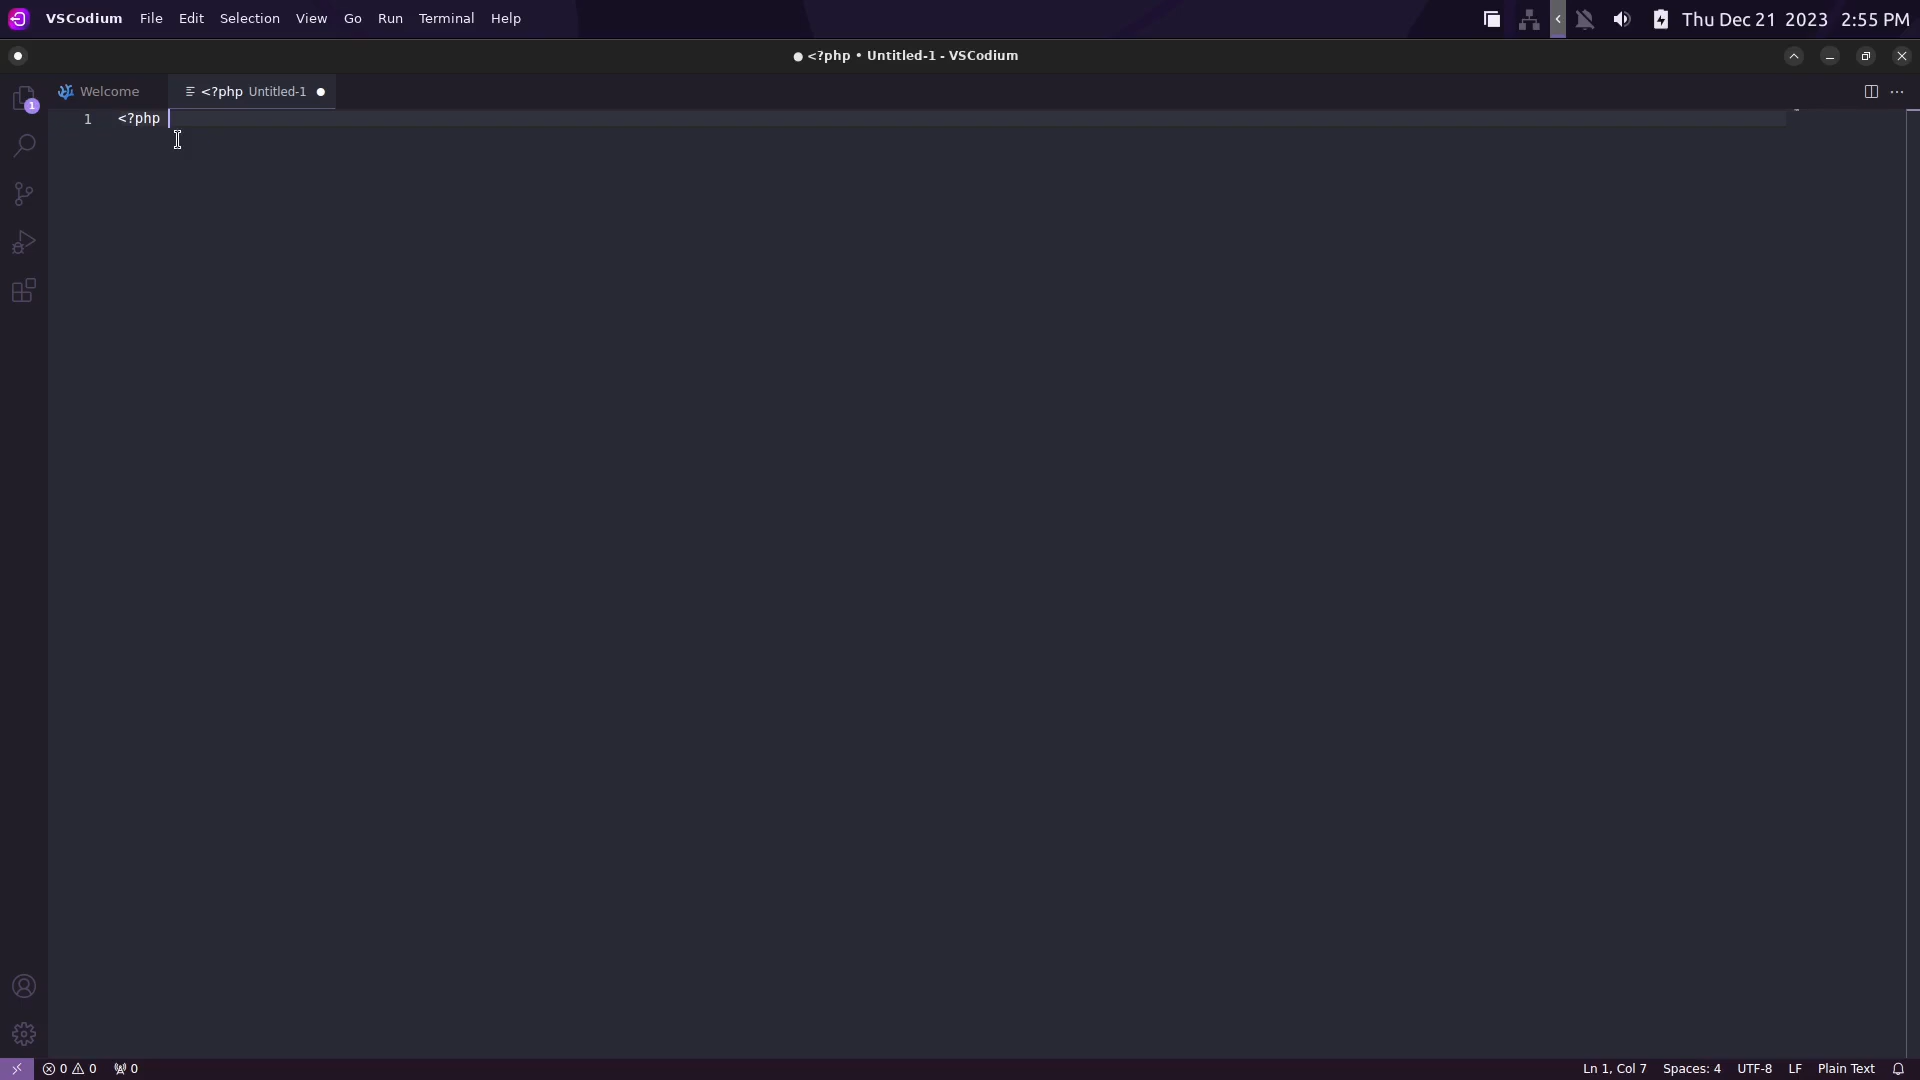 VSCodium File Edit Selection View Go Run Terminal Help Thu Dec 21 2023 2:55 PM
● <?php • Untitled-1 - VSCodium
Welcome <?php Untitled-1 ●
1
1 <?php
0 0 0 Ln 1, Col 7 Spaces: 4 UTF-8 LF Plain Text